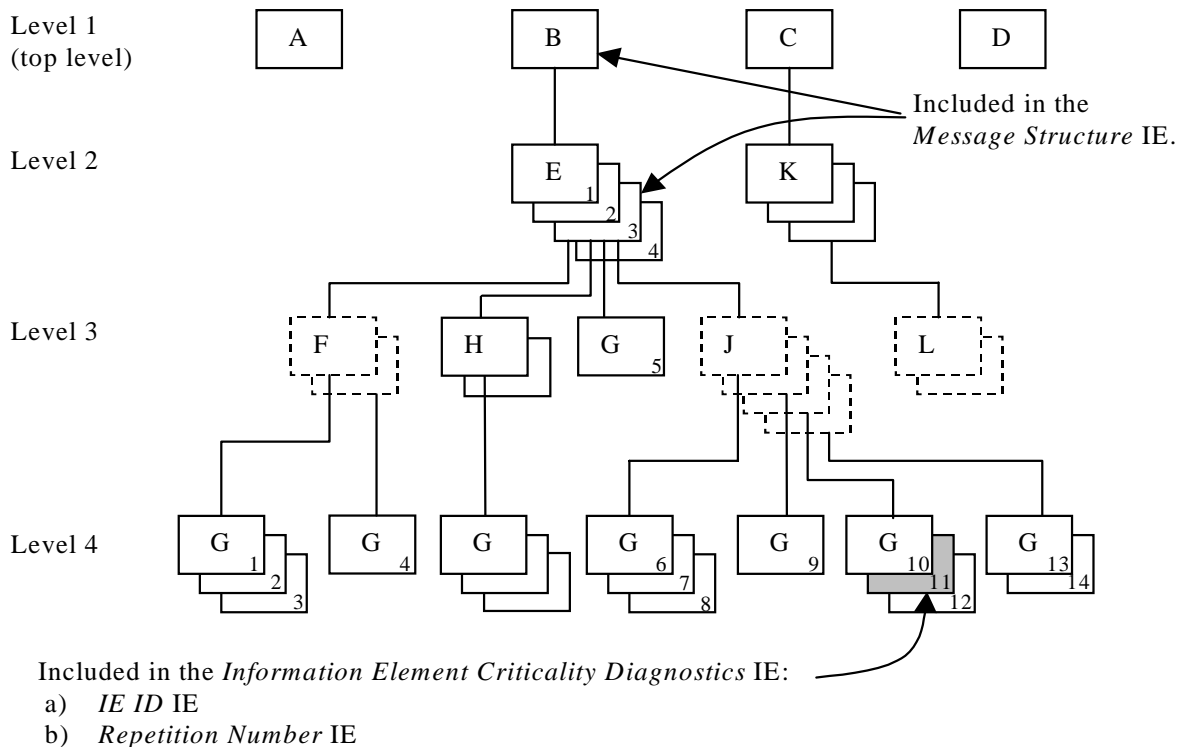 Level 1
(top level)
A
B
C
D
Included in the
Message Structure IE.
Level 2
E
1
2
3
4
K
Level 3
F
H
G
5
J
L
Level 4
G
1
2
3
G
4
G
G
6
7
8
G
9
G
10
11
12
G
13
14
Included in the Information Element Criticality Diagnostics IE:
a) IE ID IE
b) Repetition Number IE